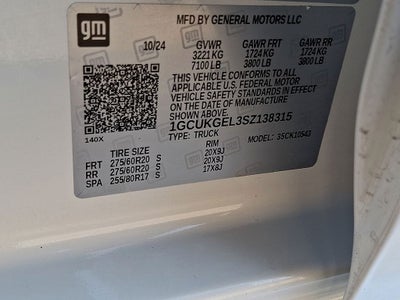 gm
MFD BY GENERAL MOTORS LLC
10/24 GVWR GAWR FRT GAWR RR
3221 KG 1724 KG 1724 KG
7100 LB 3800 LB 3800 LB
THIS VEHICLE CONFORMS TO ALL
APPLICABLE U.S. FEDERAL MOTOR
VEHICLE SAFETY STANDARDS IN EFFECT
ON THE DATE OF MANUFACTURE
SHOWN ABOVE.
1GCUKGEL3SZ138315
140X TYPE: TRUCK MODEL: 3SCK10543
TIRE SIZE RIM
FRT 275/60R20 S 20X9J
RR 275/60R20 S 20X9J
SPA 255/80R17 S 17X8J